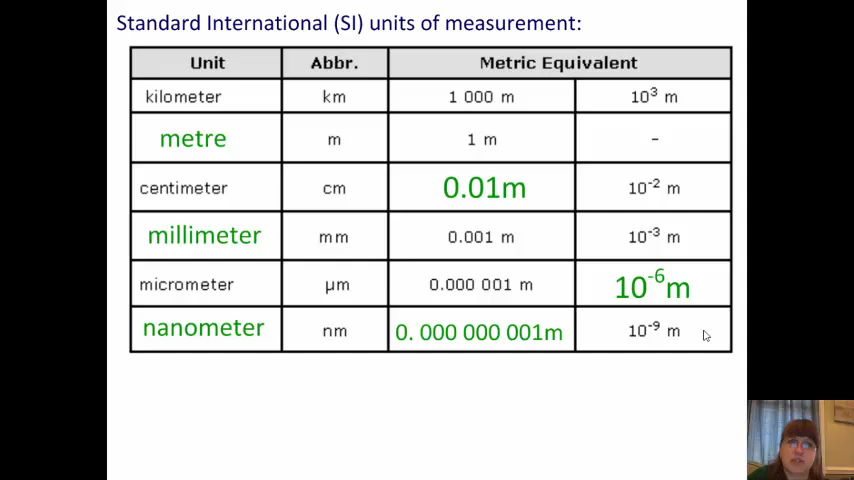 Standard International (SI) units of measurement:
Unit Abbr. Metric Equivalent
kilometer km 1 000 m 10³ m
metre m 1 m -
centimeter cm 0.01m 10⁻² m
millimeter mm 0.001 m 10⁻³ m
micrometer µm 0.000 001 m 10⁻⁶m
nanometer nm 0. 000 000 001m 10⁻⁹ m